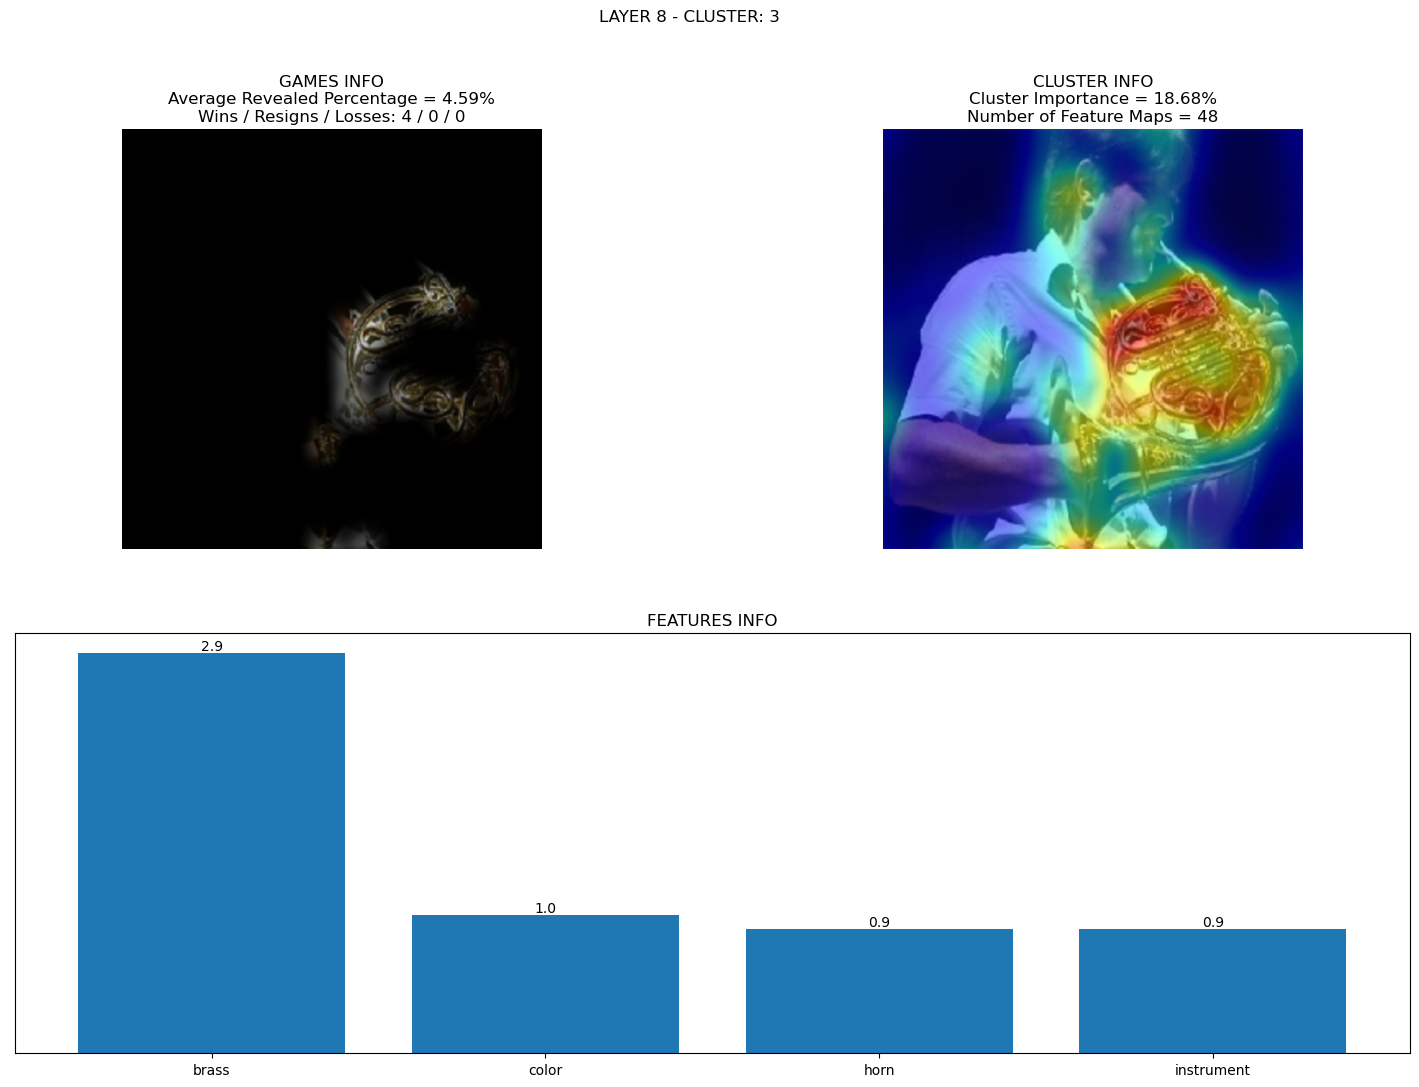 LAYER 8 - CLUSTER: 3
GAMES INFO
Average Revealed Percentage = 4.59%
Wins / Resigns / Losses: 4 / 0 / 0
CLUSTER INFO
Cluster Importance = 18.68%
Number of Feature Maps = 48
FEATURES INFO
2.9
1.0
0.9
0.9
brass
color
horn
instrument